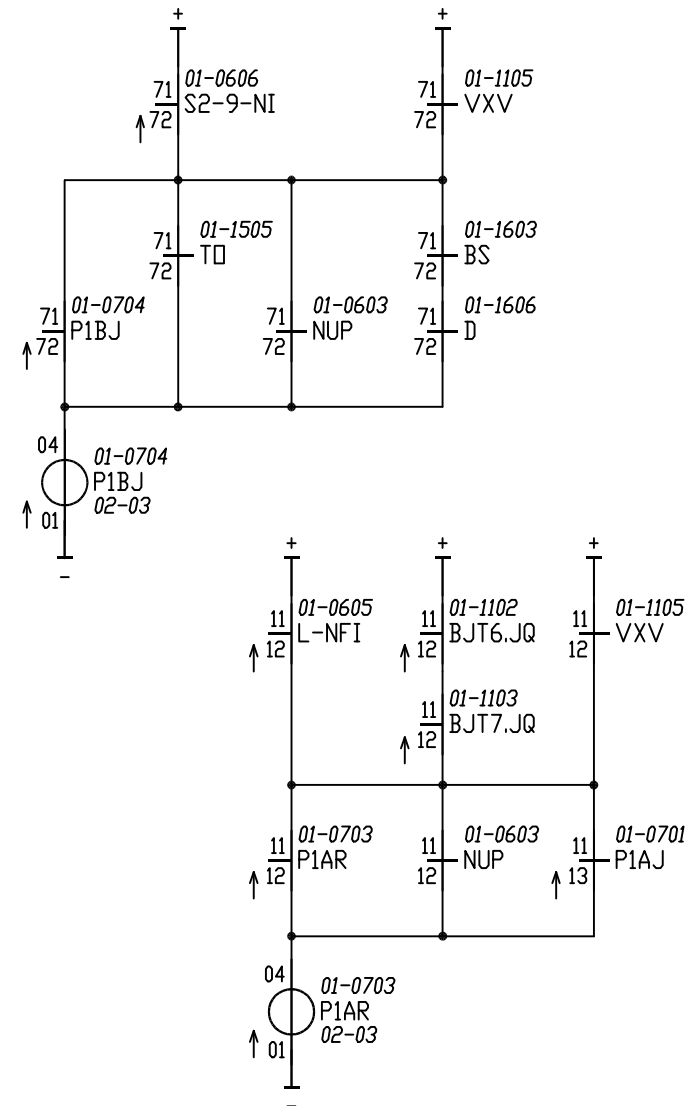 + +
01-0606 01-1105
71 S2-9-NI 71 VXV
72 72
01-1505 01-1603
71 TO 71 BS
72 72
01-0704 01-0603 01-1606
71 P1BJ 71 NUP 71 D
72 72 72
04 01-0704
P1BJ
01 02-03
-
+ + +
01-0605 01-1102 01-1105
11 L-NFI 11 BJT6.JQ 11 VXV
12 12 12
01-1103
11 BJT7.JQ
12
01-0703 01-0603 01-0701
11 P1AR 11 NUP 11 P1AJ
12 12 13
04 01-0703
P1AR
01 02-03
-